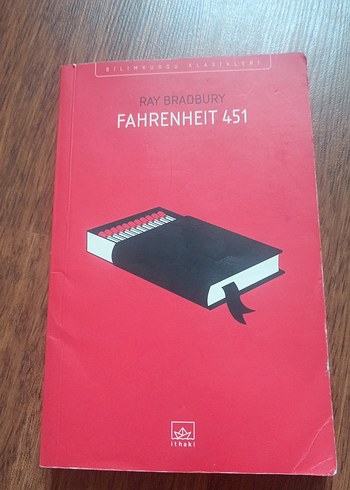 BİLİMKURGU KLASİKLERİ
RAY BRADBURY
FAHRENHEIT 451
ithaki